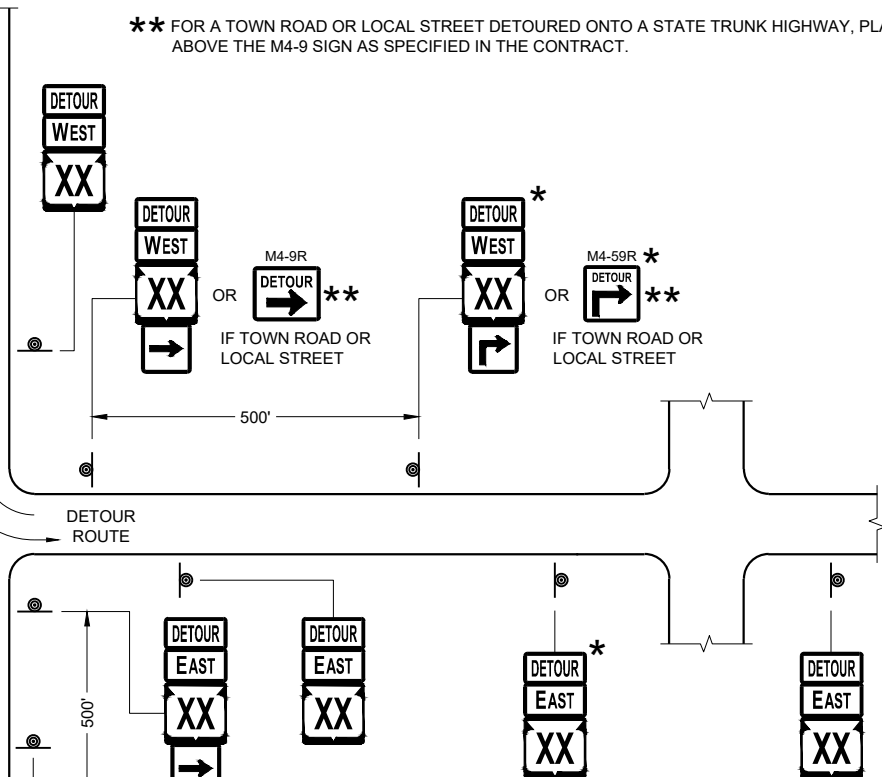 ** FOR A TOWN ROAD OR LOCAL STREET DETOURED ONTO A STATE TRUNK HIGHWAY,
ABOVE THE M4-9 SIGN AS SPECIFIED IN THE CONTRACT.
DETOUR
WEST
XX
DETOUR
WEST
XX
OR
M4-9R
DETOUR
**
IF TOWN ROAD OR
LOCAL STREET
DETOUR
*
WEST
XX
OR
M4-59R *
DETOUR
**
IF TOWN ROAD OR
LOCAL STREET
500'
DETOUR
ROUTE
500'
DETOUR
EAST
XX
DETOUR
EAST
XX
DETOUR
*
EAST
XX
DETOUR
EAST
XX